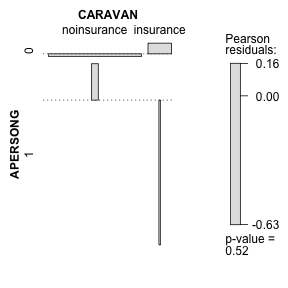 CARAVAN
noinsurance insurance
APERSONG
0
1
Pearson
residuals:
0.16
0.00
-0.63
p-value =
0.52